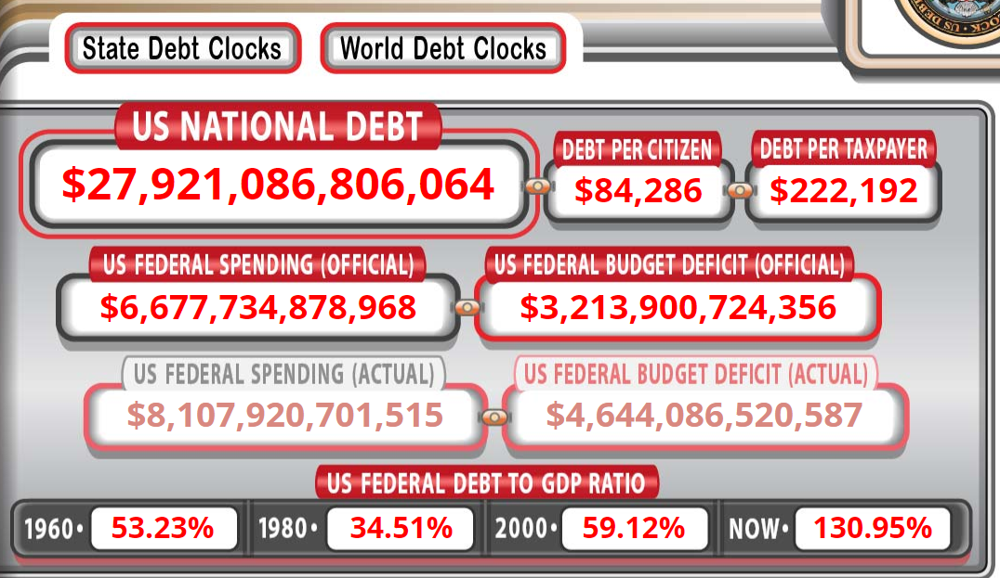 State Debt Clocks
World Debt Clocks
US NATIONAL DEBT
$27,921,086,806,064
DEBT PER CITIZEN
$84,286
DEBT PER TAXPAYER
$222,192
US FEDERAL SPENDING (OFFICIAL)
$6,677,734,878,968
US FEDERAL BUDGET DEFICIT (OFFICIAL)
$3,213,900,724,356
US FEDERAL SPENDING (ACTUAL)
$8,107,920,701,515
US FEDERAL BUDGET DEFICIT (ACTUAL)
$4,644,086,520,587
US FEDERAL DEBT TO GDP RATIO
1960• 53.23%
1980• 34.51%
2000• 59.12%
NOW• 130.95%